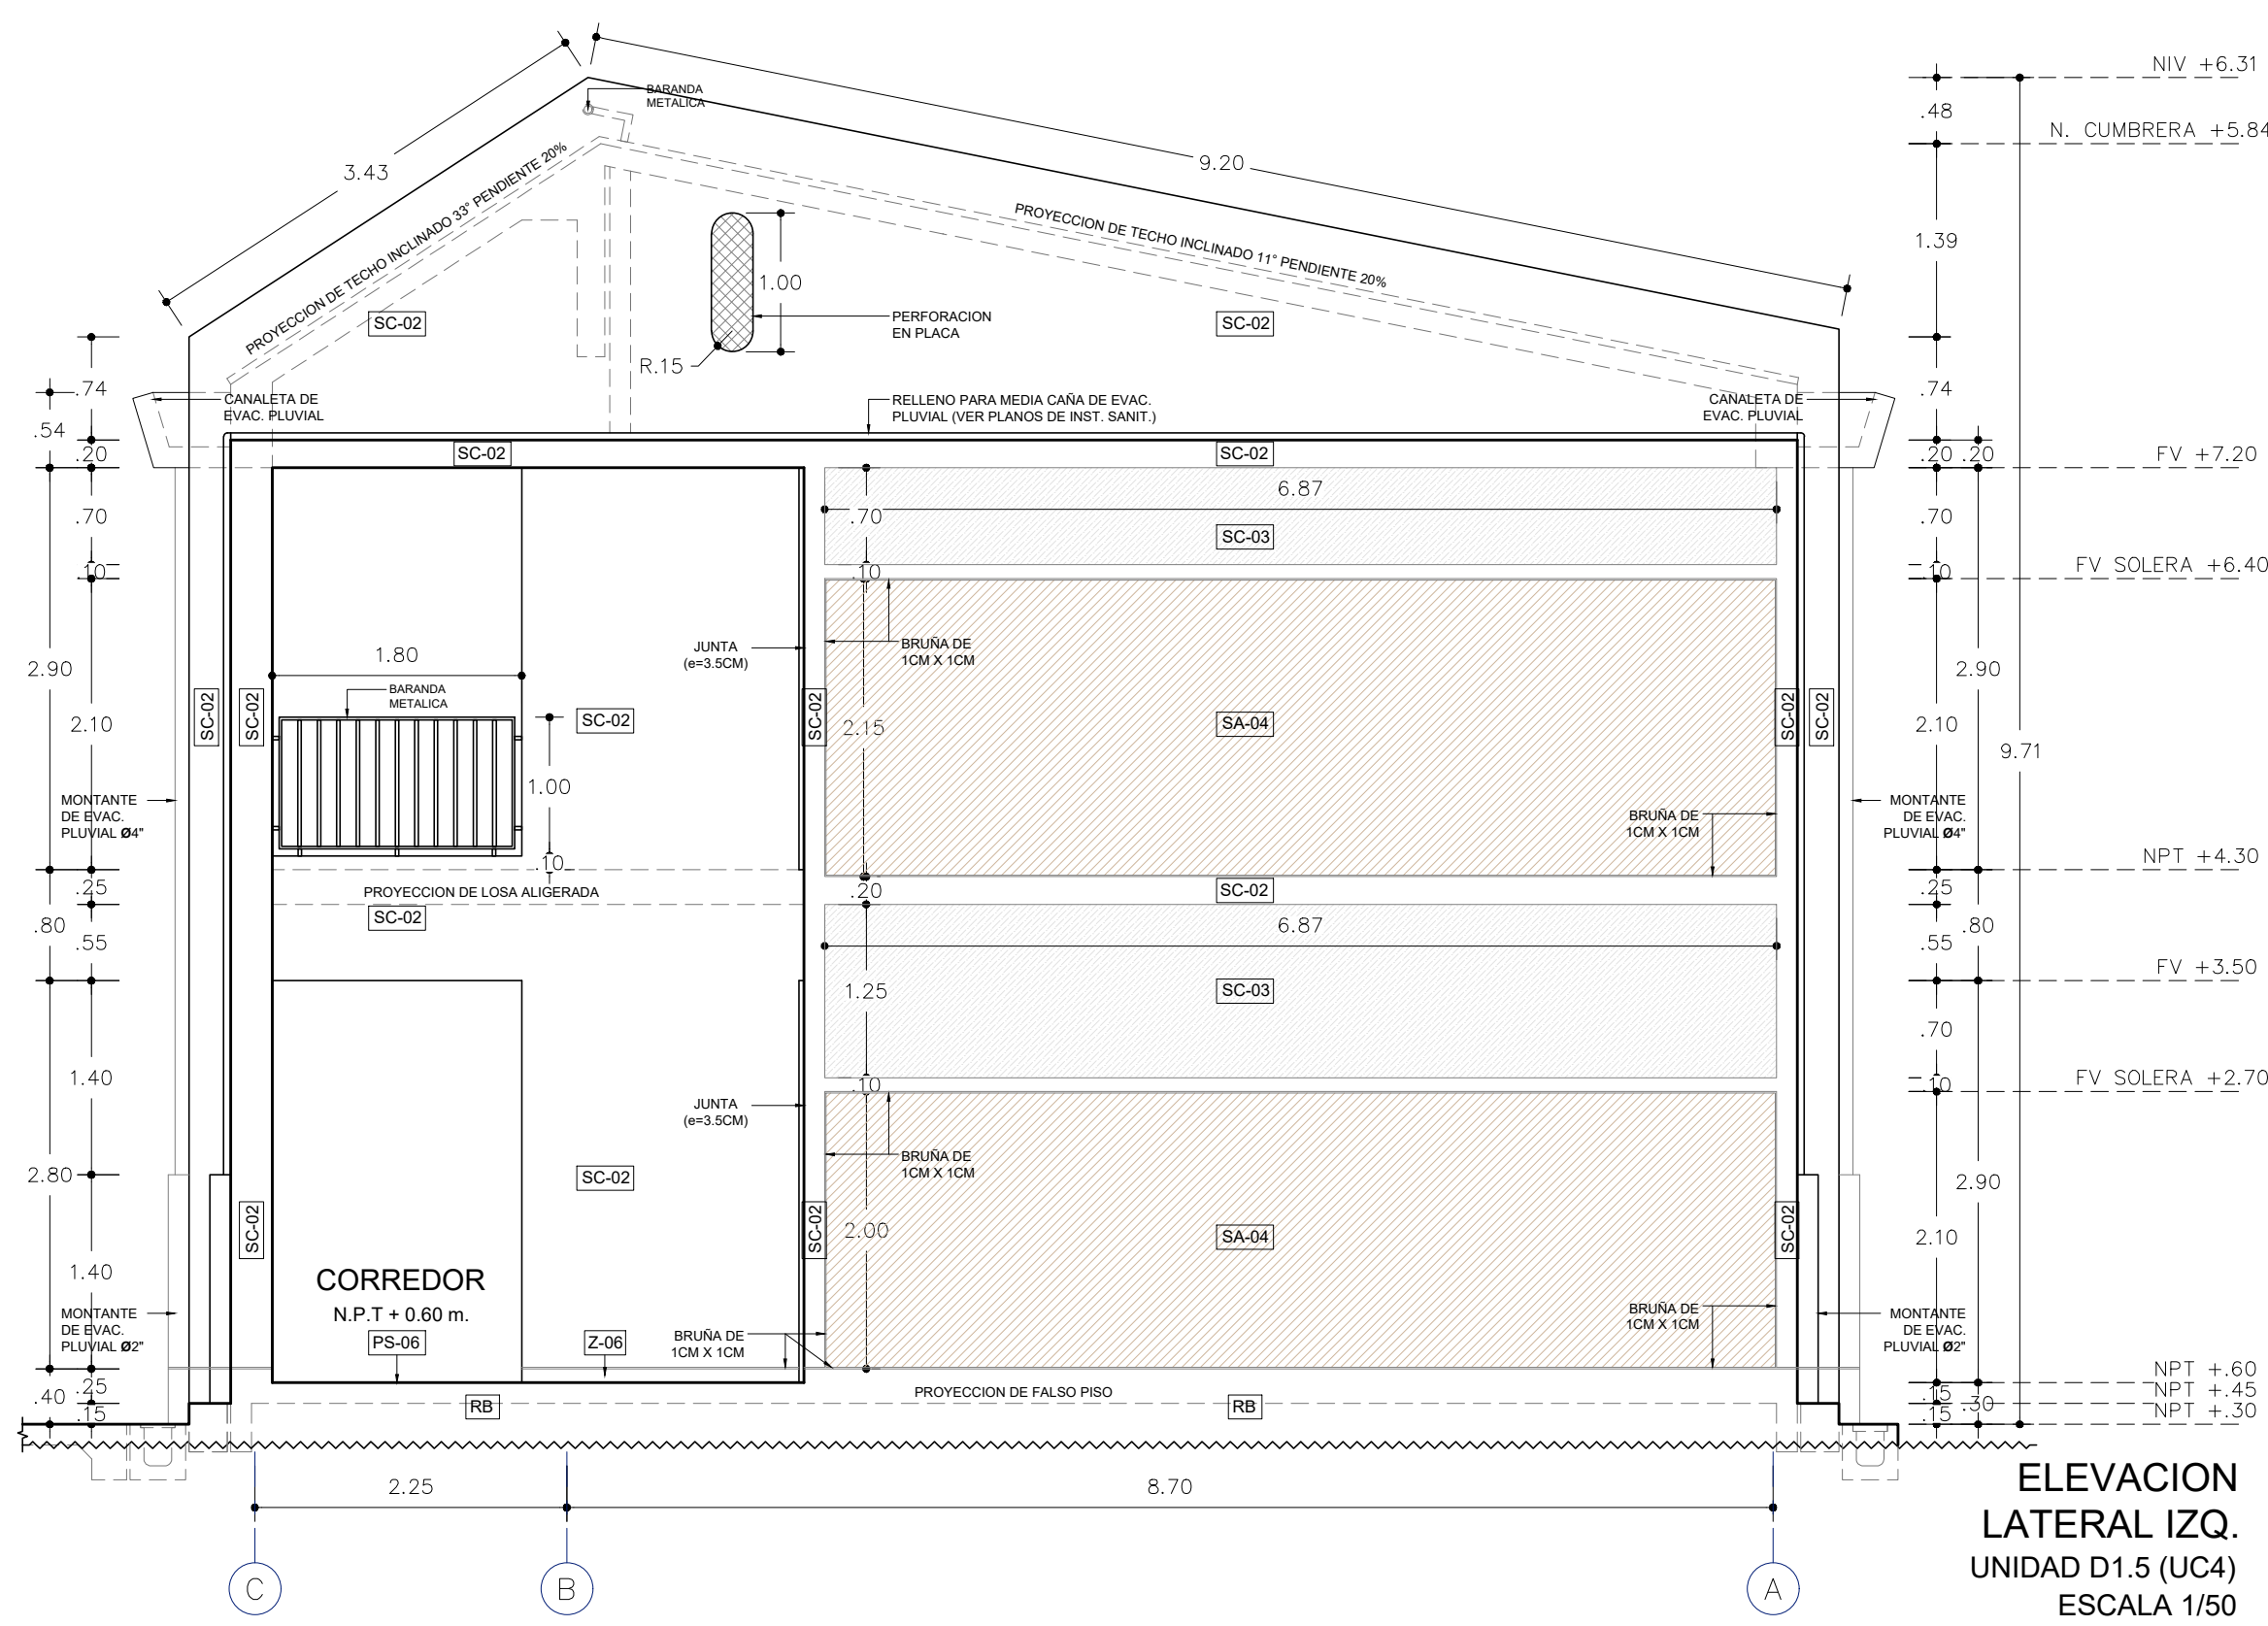 NIV +6.31
.48
N. CUMBRERA +5.84
1.39
.74
.20 .20
FV +7.20
.70
FV SOLERA +6.40
.10
2.90
2.10
9.71
NPT +4.30
.25
.80
.55
FV +3.50
.70
FV SOLERA +2.70
.10
2.90
2.10
NPT +.60
.15
NPT +.45
.30
.15
NPT +.30
3.43
9.20
BARANDA
METALICA
PROYECCION DE TECHO INCLINADO 33° PENDIENTE 20%
PROYECCION DE TECHO INCLINADO 11° PENDIENTE 20%
1.00
R.15
PERFORACION
EN PLACA
SC-02
SC-02
.74
.54
.20
CANALETA DE
EVAC. PLUVIAL
RELLENO PARA MEDIA CAÑA DE EVAC.
PLUVIAL (VER PLANOS DE INST. SANIT.)
CAÑALETA DE
EVAC. PLUVIAL
SC-02
SC-02
.70
.10
2.90
2.10
6.87
.70
SC-03
.10
1.80
JUNTA
(e=3.5CM)
BRUÑA DE
1CM X 1CM
BARANDA
METALICA
SC-02
SC-02
SC-02
SC-02
2.15
SA-04
SC-02
SC-02
1.00
.10
MONTANTE
DE EVAC.
PLUVIAL Ø4"
BRUÑA DE
1CM X 1CM
MONTANTE
DE EVAC.
PLUVIAL Ø4"
.25
.80
.55
PROYECCION DE LOSA ALIGERADA
SC-02
.20
SC-02
6.87
1.25
SC-03
.10
1.40
2.80
1.40
JUNTA
(e=3.5CM)
BRUÑA DE
1CM X 1CM
SC-02
SC-02
SC-02
2.00
SA-04
SC-02
CORREDOR
N.P.T + 0.60 m.
PS-06
Z-06
MONTANTE
DE EVAC.
PLUVIAL Ø2"
BRUÑA DE
1CM X 1CM
BRUÑA DE
1CM X 1CM
MONTANTE
DE EVAC.
PLUVIAL Ø2"
.40
.25
.15
PROYECCION DE FALSO PISO
RB
RB
2.25
8.70
C
B
A
ELEVACION
LATERAL IZQ.
UNIDAD D1.5 (UC4)
ESCALA 1/50